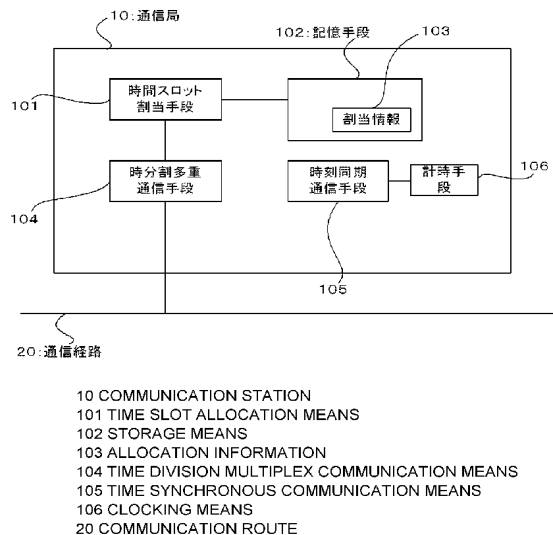 10:通信局
102:記憶手段
103
101
時間スロット
割当手段
割当情報
時分割多重
通信手段
時刻同期
通信手段
計時手
段
106
104
105
20:通信経路
10 COMMUNICATION STATION
101 TIME SLOT ALLOCATION MEANS
102 STORAGE MEANS
103 ALLOCATION INFORMATION
104 TIME DIVISION MULTIPLEX COMMUNICATION MEANS
105 TIME SYNCHRONOUS COMMUNICATION MEANS
106 CLOCKING MEANS
20 COMMUNICATION ROUTE